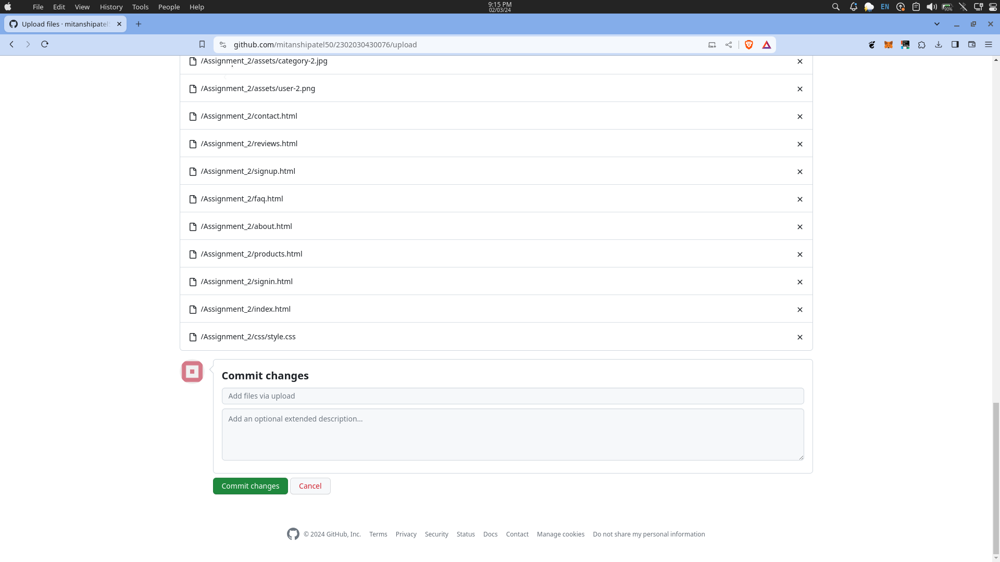 File Edit View History Tools People Help
9:15 PM
02/03/24
EN
90%
Upload files · mitanshipatel
github.com/mitanshipatel50/2302030430076/upload
/Assignment_2/assets/category-2.jpg
/Assignment_2/assets/user-2.png
/Assignment_2/contact.html
/Assignment_2/reviews.html
/Assignment_2/signup.html
/Assignment_2/faq.html
/Assignment_2/about.html
/Assignment_2/products.html
/Assignment_2/signin.html
/Assignment_2/index.html
/Assignment_2/css/style.css
Commit changes
Add files via upload
Add an optional extended description...
Commit changes Cancel
© 2024 GitHub, Inc. Terms Privacy Security Status Docs Contact Manage cookies Do not share my personal information